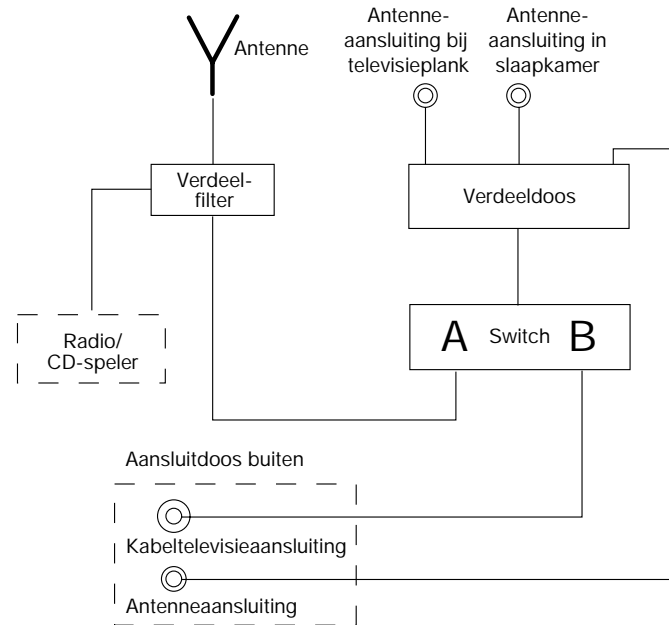 Antenne
Antenne-
aansluiting bij
televisieplank
Antenne-
aansluiting in
slaapkamer
Verdeel-
filter
Verdeeldoos
Radio/
CD-speler
A Switch B
Aansluitdoos buiten
Kabeltelevisieaansluiting
Antenneaansluiting